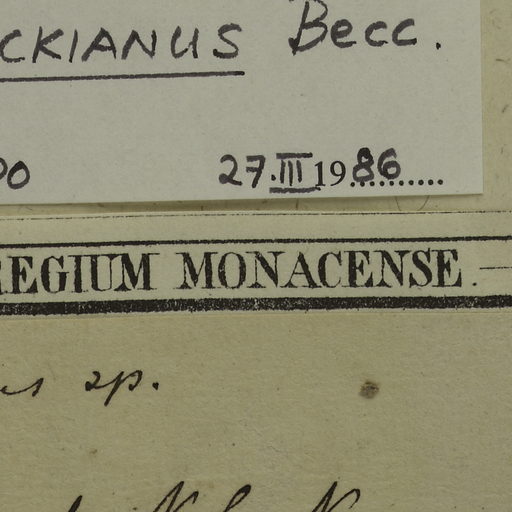 CKIANUS Becc.
27.III 1986
REGIUM MONACENSE.
sp.